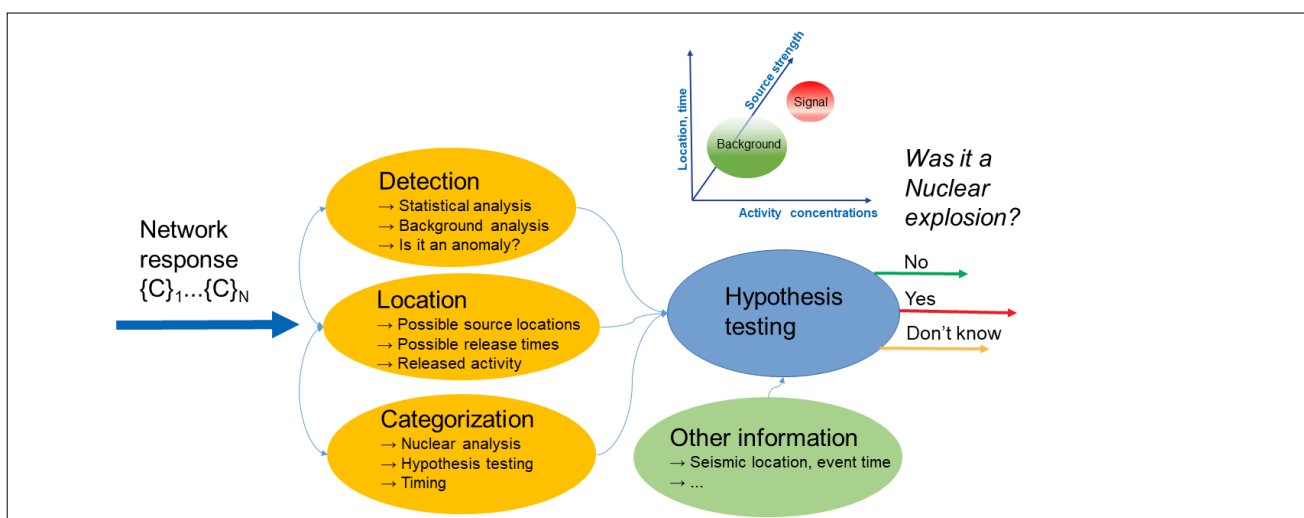 Network
response
{C}₁...{C}N
Detection
→ Statistical analysis
→ Background analysis
→ Is it an anomaly?
Location
→ Possible source locations
→ Possible release times
→ Released activity
Categorization
→ Nuclear analysis
→ Hypothesis testing
→ Timing
Location, time
Source strength
Signal
Background
Activity concentrations
Hypothesis
testing
Other information
→ Seismic location, event time
→ ...
Was it a
Nuclear
explosion?
No
Yes
Don't know